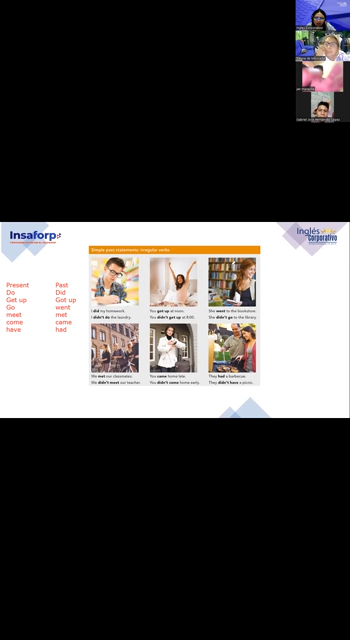 Insaforp
Inglés
Corporativo
Simple past statements: irregular verbs
Present Past
Do Did
Get up Got up
Go went
meet met
come came
have had
I did my homework.
I didn't do the laundry.
You got up at noon.
You didn't get up at 8:00.
She went to the bookstore.
She didn't go to the library.
We met our classmates.
We didn't meet our teacher.
You came home late.
You didn't come home early.
They had a barbecue.
They didn't have a picnic.